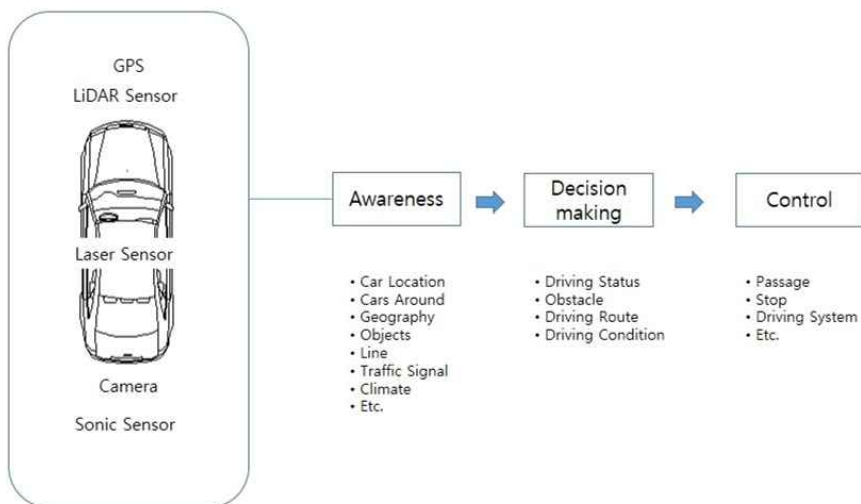 GPS
LiDAR Sensor
Laser Sensor
Camera
Sonic Sensor
Awareness
• Car Location
• Cars Around
• Geography
• Objects
• Line
• Traffic Signal
• Climate
• Etc.
Decision
making
• Driving Status
• Obstacle
• Driving Route
• Driving Condition
Control
• Passage
• Stop
• Driving System
• Etc.